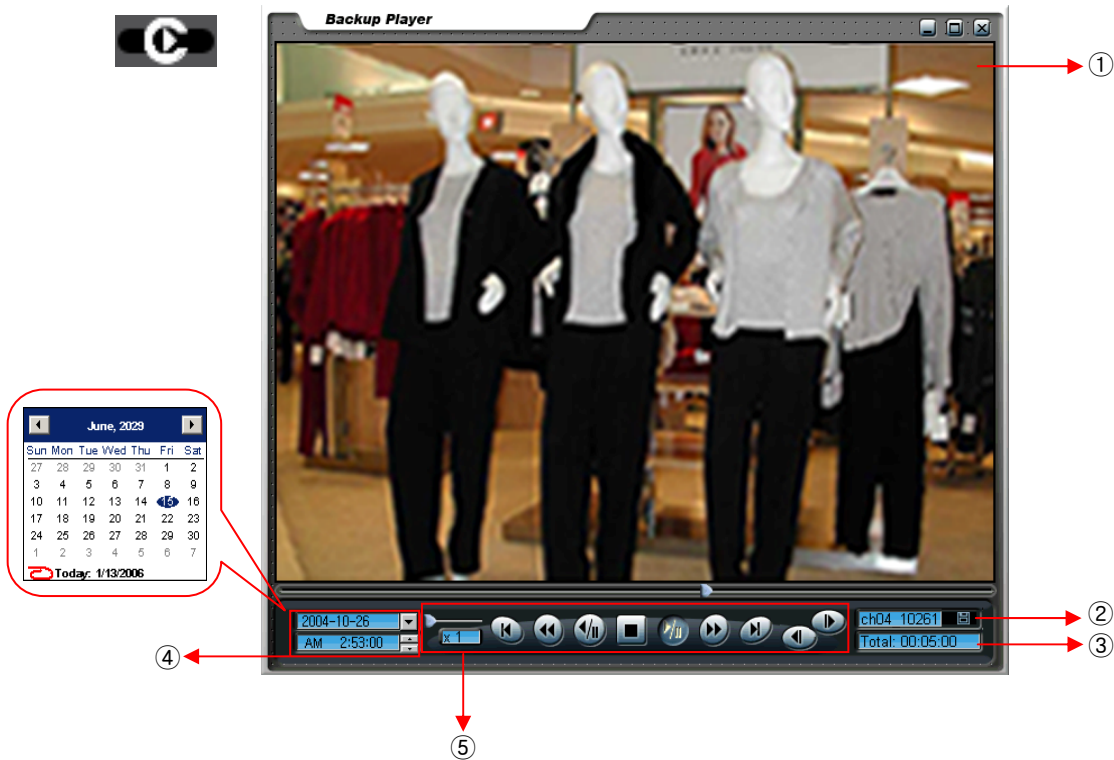 Backup Player
①
June, 2029
Sun Mon Tue Wed Thu Fri Sat
27 28 29 30 31 1 2
3 4 5 6 7 8 9
10 11 12 13 14 15 16
17 18 19 20 21 22 23
24 25 26 27 28 29 30
1 2 3 4 5 6 7
Today: 1/13/2006
2004-10-26
AM 2:53:00
x 1
ch04_10261
Total: 00:05:00
②
③
④
⑤